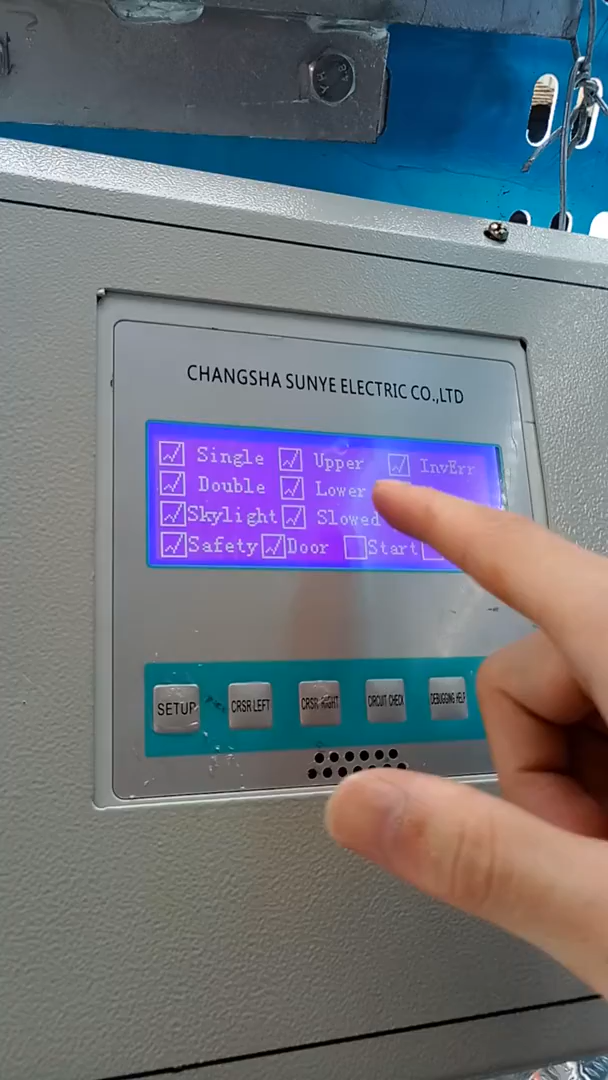 CHANGSHA SUNYE ELECTRIC CO.,LTD
Single Upper InvErr
Double Lower
Skylight Slowed
Safety Door Start
SETUP CRSR LEFT CRSR RIGHT CIRCUIT CHECK DEBUGGING HELP